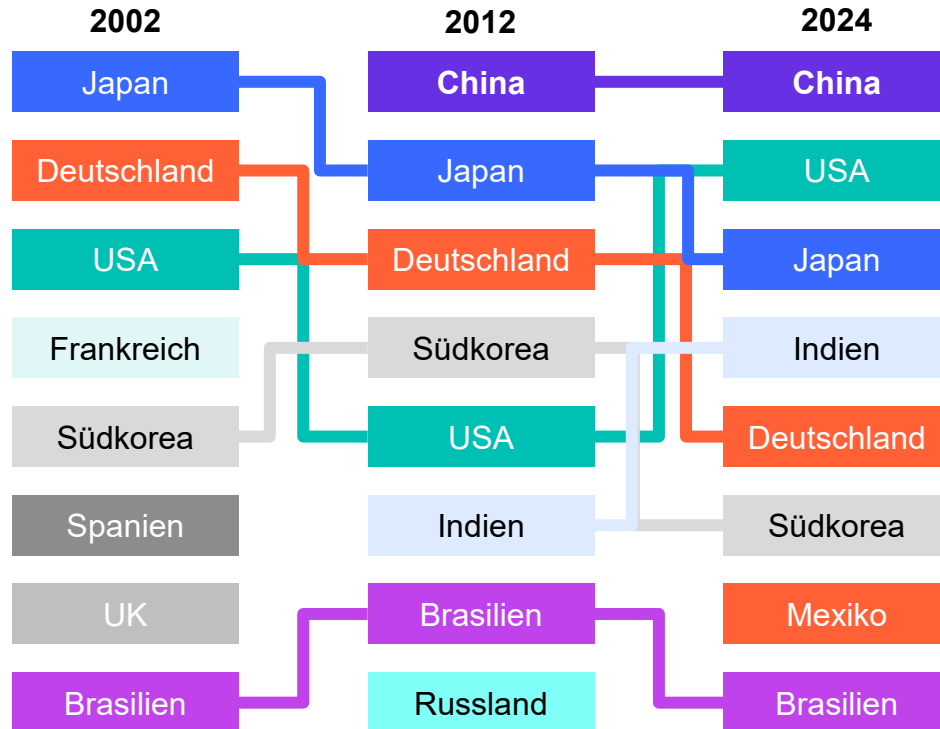 2002 2012 2024
Japan China China
Deutschland Japan USA
USA Deutschland Japan
Frankreich Südkorea Indien
Südkorea USA Deutschland
Spanien Indien Südkorea
UK Brasilien Mexiko
Brasilien Russland Brasilien